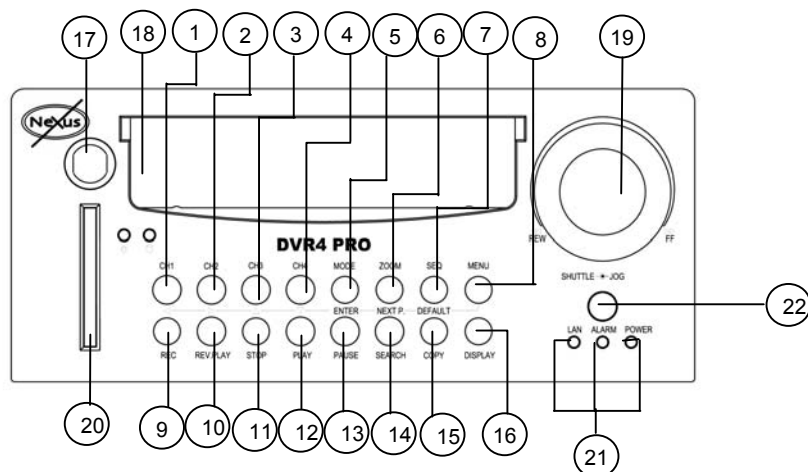 17 18 1 2 3 4 5 6 7 8 19
Nexus
DVR4 PRO
REW FF
CH1 CH2 CH3 CH4 MODE ZOOM SEQ MENU
SHUTTLE JOG
ENTER NEXT P. DEFAULT
22
LAN ALARM POWER
REC REV.PLAY STOP PLAY PAUSE SEARCH COPY DISPLAY
20 9 10 11 12 13 14 15 16 21